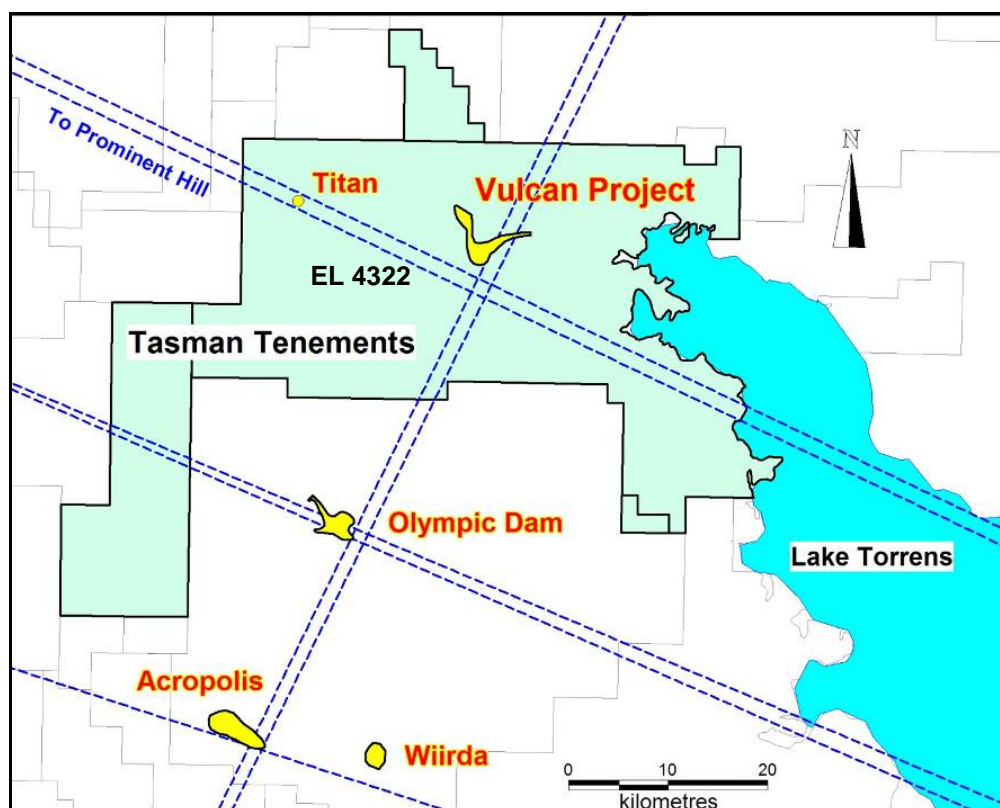 To Prominent Hill
N
Titan
Vulcan Project
EL 4322
Tasman Tenements
Olympic Dam
Lake Torrens
Acropolis
Wiirda
0 10 20
kilometres